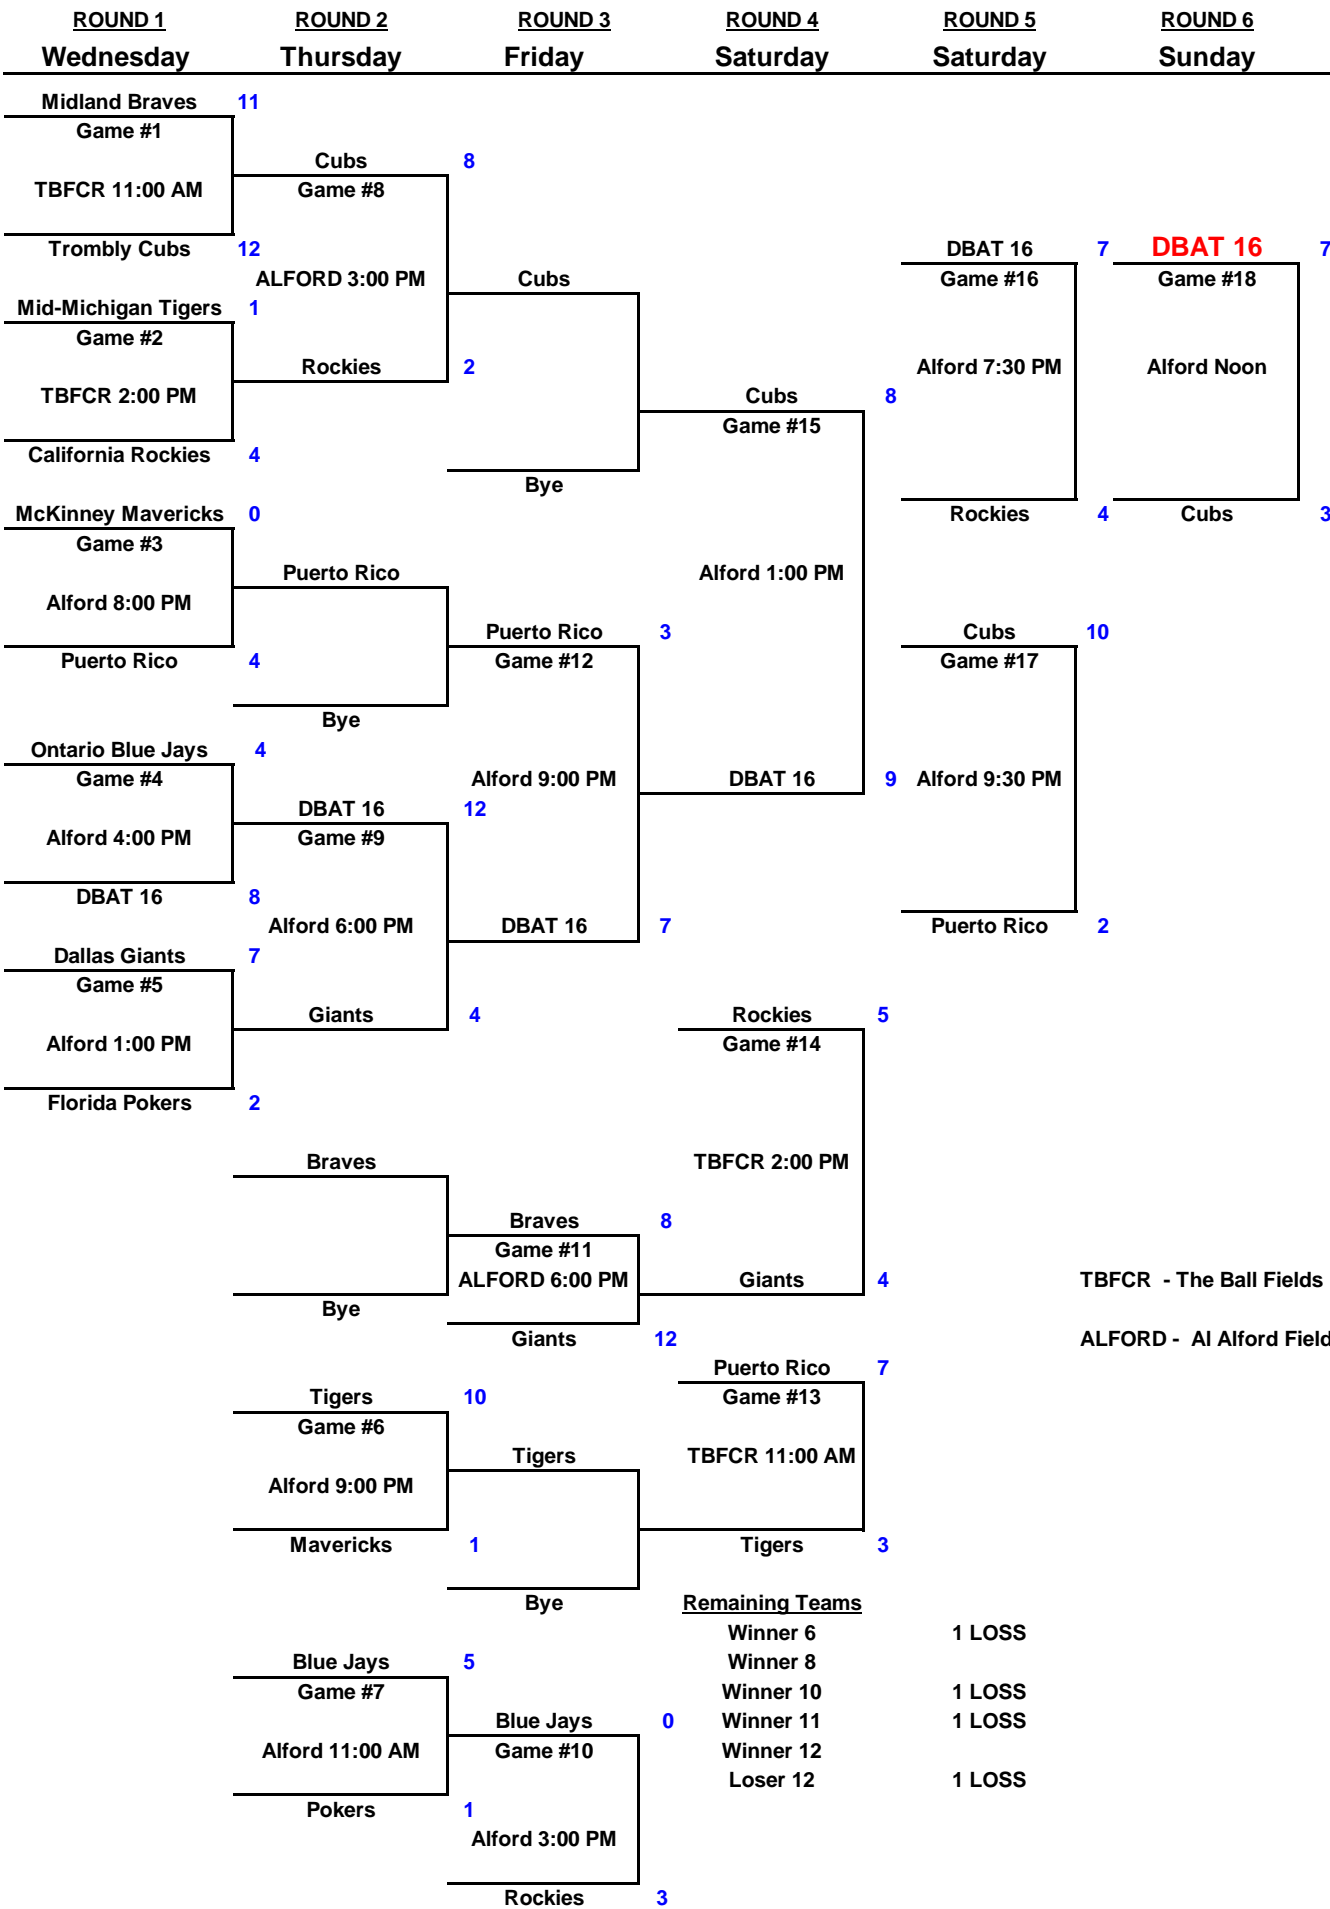 ROUND 1 ROUND 2 ROUND 3 ROUND 4 ROUND 5 ROUND 6
Wednesday Thursday Friday Saturday Saturday Sunday
Midland Braves 11
Game #1
Cubs 8
TBFCR 11:00 AM Game #8
Trombly Cubs 12 DBAT 16 7 DBAT 16 7
ALFORD 3:00 PM Cubs Game #16 Game #18
Mid-Michigan Tigers 1
Game #2
Rockies 2 Alford 7:30 PM Alford Noon
TBFCR 2:00 PM Cubs 8
Game #15
California Rockies 4
Bye
McKinney Mavericks 0 Rockies 4 Cubs 3
Game #3
Puerto Rico Alford 1:00 PM
Alford 8:00 PM
Puerto Rico 3 Cubs 10
Puerto Rico 4 Game #12 Game #17
Bye
Ontario Blue Jays 4
Game #4 Alford 9:00 PM DBAT 16 9 Alford 9:30 PM
DBAT 16 12
Alford 4:00 PM Game #9
DBAT 16 8
Alford 6:00 PM DBAT 16 7 Puerto Rico 2
Dallas Giants 7
Game #5
Giants 4 Rockies 5
Alford 1:00 PM Game #14
Florida Pokers 2
Braves TBFCR 2:00 PM
Braves 8
Game #11
ALFORD 6:00 PM Giants 4 TBFCR - The Ball Fields
Bye
Giants 12 ALFORD - Al Alford Field
Puerto Rico 7
Tigers 10 Game #13
Game #6
Tigers TBFCR 11:00 AM
Alford 9:00 PM
Mavericks 1 Tigers 3
Bye Remaining Teams
Winner 6 1 LOSS
Blue Jays 5 Winner 8
Game #7 Winner 10 1 LOSS
Blue Jays 0 Winner 11 1 LOSS
Alford 11:00 AM Game #10 Winner 12
Loser 12 1 LOSS
Pokers 1
Alford 3:00 PM
Rockies 3